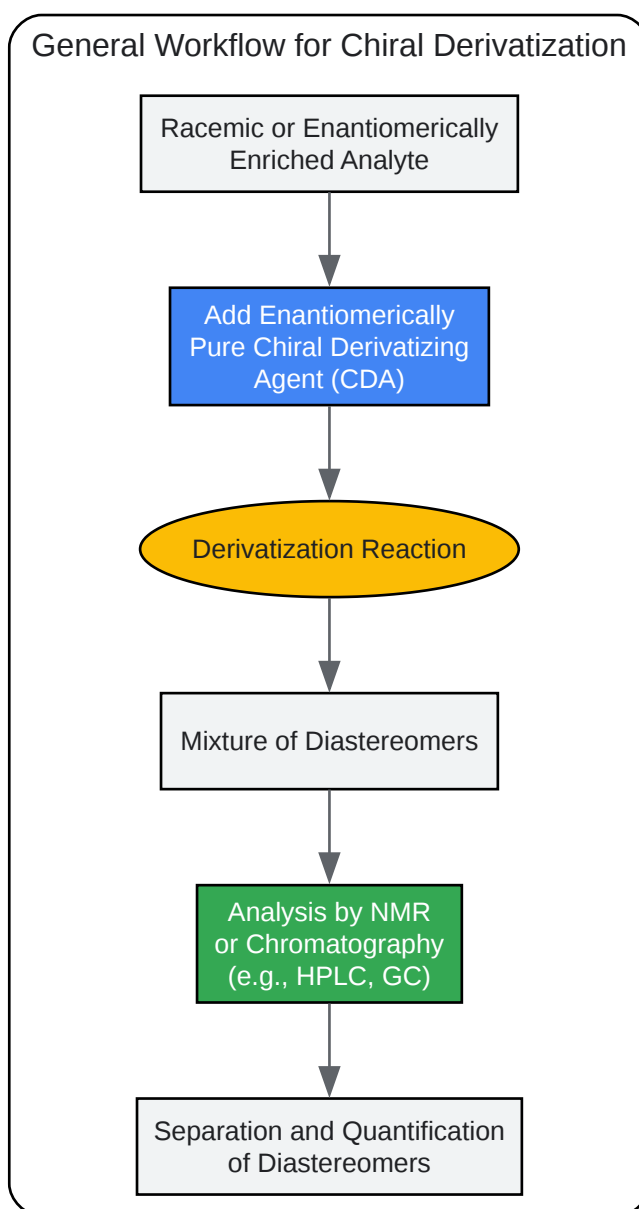 General Workflow for Chiral Derivatization
Racemic or Enantiomerically
Enriched Analyte
Add Enantiomerically
Pure Chiral Derivatizing
Agent (CDA)
Derivatization Reaction
Mixture of Diastereomers
Analysis by NMR
or Chromatography
(e.g., HPLC, GC)
Separation and Quantification
of Diastereomers